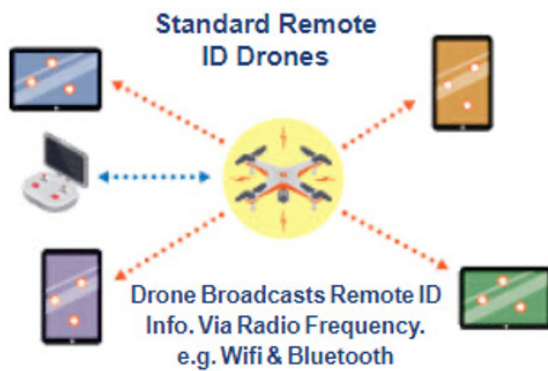 Standard Remote
ID Drones
Drone Broadcasts Remote ID
Info. Via Radio Frequency.
e.g. Wifi & Bluetooth